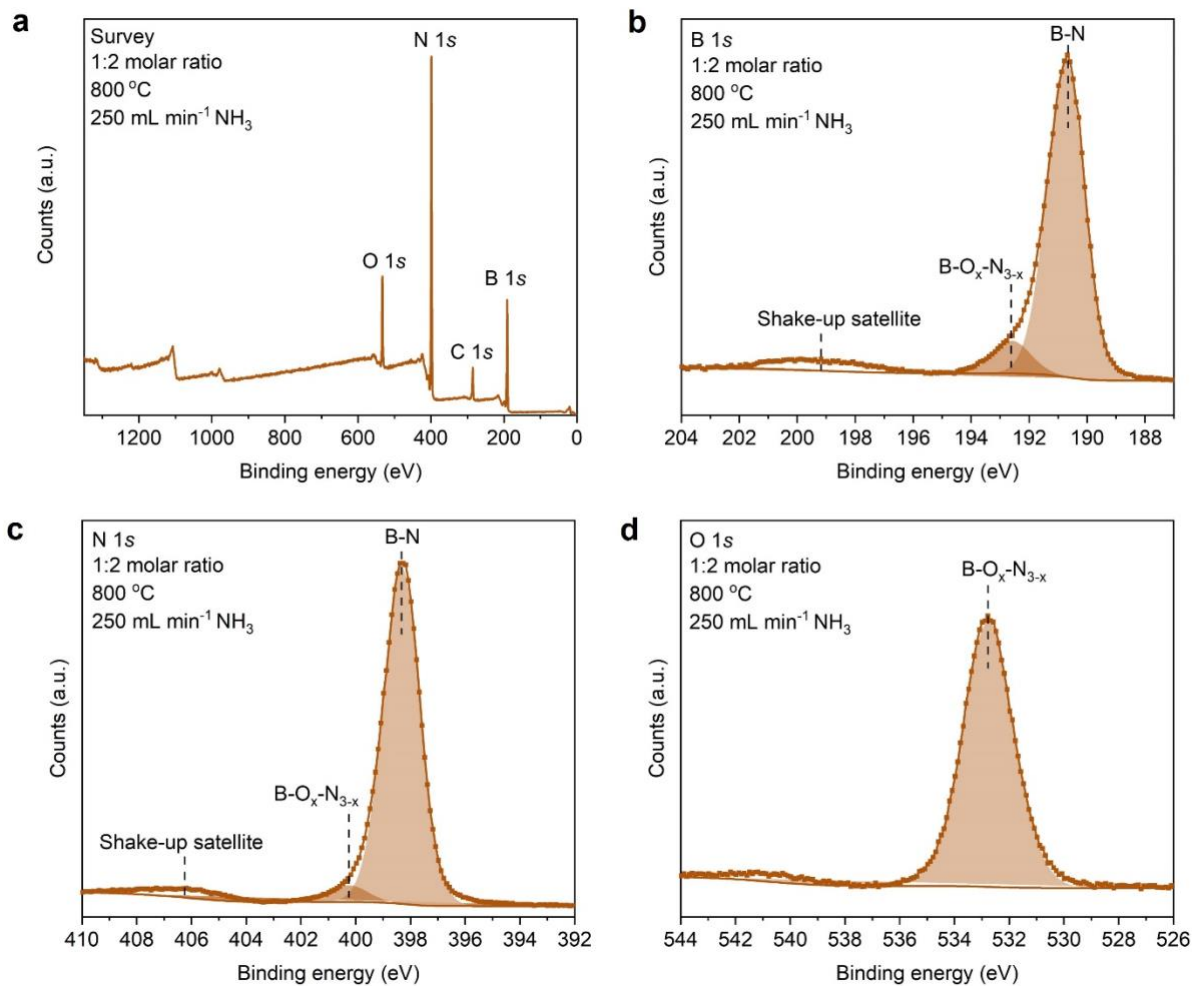 a
Survey
1:2 molar ratio
800 °C
250 mL min⁻¹ NH₃
N 1s
O 1s
C 1s
B 1s
Counts (a.u.)
1200 1000 800 600 400 200 0
Binding energy (eV)
b
B 1s
1:2 molar ratio
800 °C
250 mL min⁻¹ NH₃
B-N
B-Oₓ-N₃₋ₓ
Shake-up satellite
Counts (a.u.)
204 202 200 198 196 194 192 190 188
Binding energy (eV)
c
N 1s
1:2 molar ratio
800 °C
250 mL min⁻¹ NH₃
B-N
B-Oₓ-N₃₋ₓ
Shake-up satellite
Counts (a.u.)
410 408 406 404 402 400 398 396 394 392
Binding energy (eV)
d
O 1s
1:2 molar ratio
800 °C
250 mL min⁻¹ NH₃
B-Oₓ-N₃₋ₓ
Counts (a.u.)
544 542 540 538 536 534 532 530 528 526
Binding energy (eV)